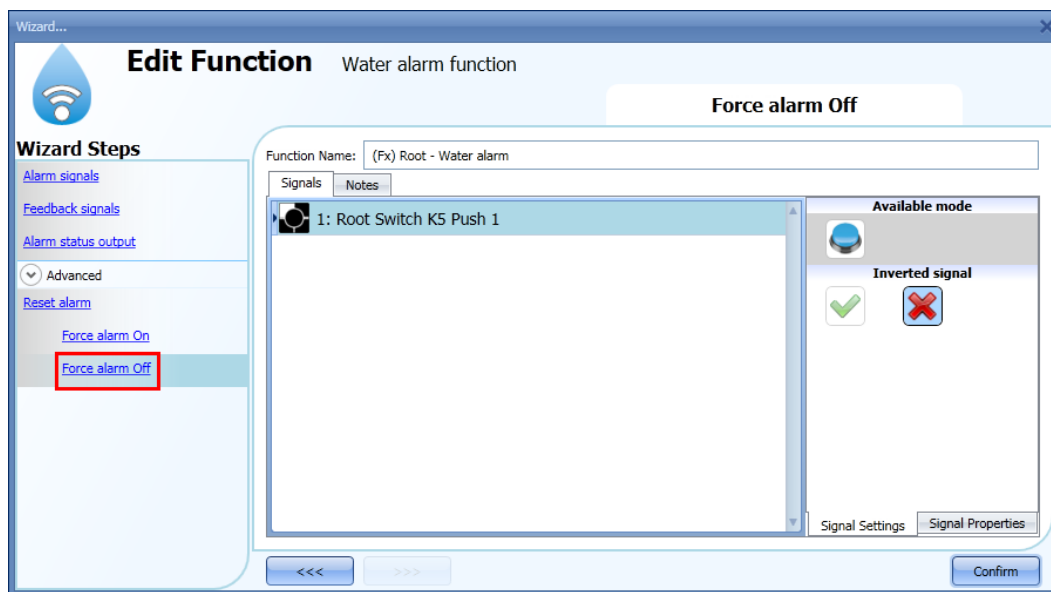 Wizard...
Edit Function Water alarm function
Force alarm Off
Wizard Steps
Alarm signals
Feedback signals
Alarm status output
Advanced
Reset alarm
Force alarm On
Force alarm Off
Function Name: (Fx) Root - Water alarm
Signals Notes
1: Root Switch K5 Push 1
Available mode
Inverted signal
Signal Settings Signal Properties
<<< >>> Confirm